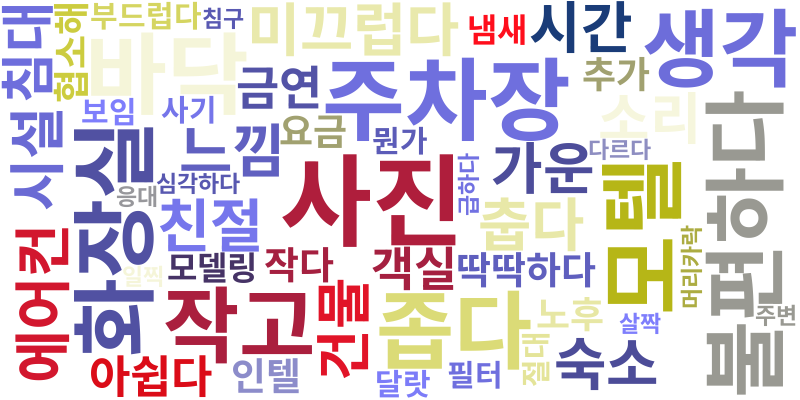 부드럽다
침구
미끄럽다
냄새
시간
생각
침대
협소해
바닥
금연
주차장
추가
소리
보임
사기
요금
뭔가
시설
느낌
가운
다르다
불편하다
화장실
심각하다
응대
친절
사진
급하다
춥다
모텔
머리카락
에어컨
일찍
모델링
작다
객실
딱딱하다
작고
건물
좁다
노후
살짝
주변
아쉽다
인텔
달랏
필터
절대
숙소